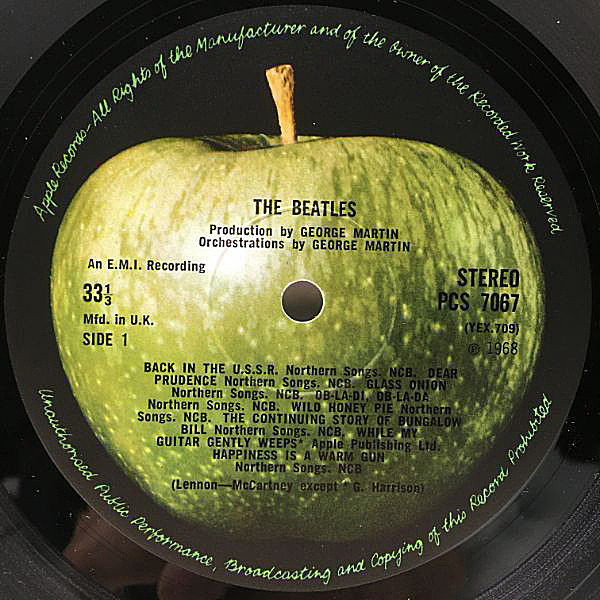 Apple Records-All Rights of the Manufacturer and of the Owner of the Recorded Work Reserved
THE BEATLES
Production by GEORGE MARTIN
Orchestrations by GEORGE MARTIN
An E.M.I. Recording
33⅓
Mfd. in U.K.
SIDE 1
STEREO
PCS 7067
(YEX.709)
℗ 1968
BACK IN THE U.S.S.R. Northern Songs. NCB. DEAR
PRUDENCE Northern Songs. NCB. GLASS ONION
Northern Songs. NCB. OB-LA-DI, OB-LA-DA
Northern Songs. NCB. WILD HONEY PIE Northern
Songs. NCB. THE CONTINUING STORY OF BUNGALOW
BILL Northern Songs. NCB. WHILE MY
GUITAR GENTLY WEEPS* Apple Publishing Ltd.
HAPPINESS IS A WARM GUN
Northern Songs. NCB
(Lennon—McCartney except * G. Harrison)
Unauthorised Public Performance, Broadcasting and Copying of this Record Prohibited